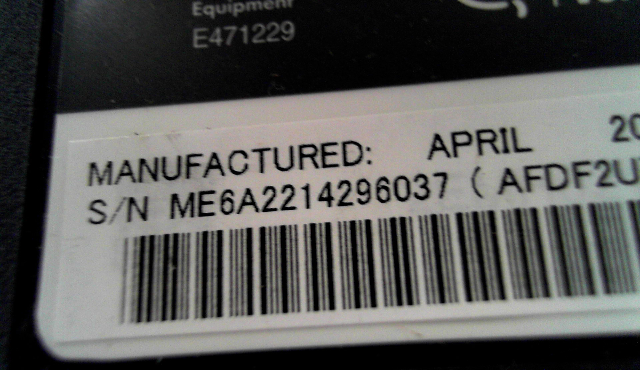 Equipment
E471229
MANUFACTURED: APRIL 20
S/N ME6A2214296037 ( AFDF2U